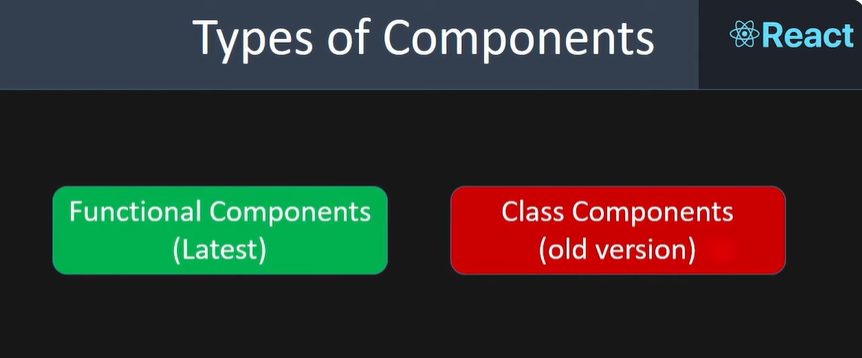 Types of Components
React
Functional Components
(Latest)
Class Components
(old version)